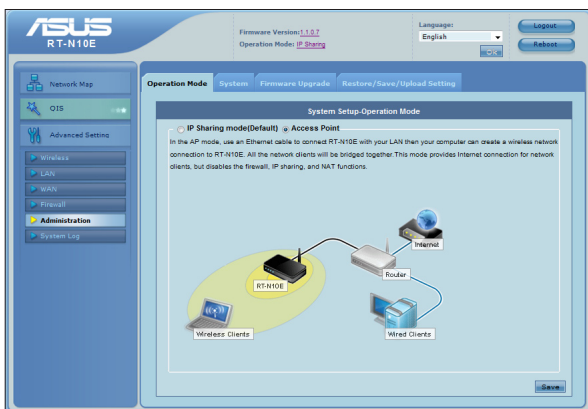 ASUS
RT-N10E
Firmware Version:1.1.0.7
Operation Mode: IP Sharing
Language:
English
OK
Logout
Reboot
Network Map
QIS
Advanced Setting
Wireless
LAN
WAN
Firewall
Administration
System Log
Operation Mode
System
Firmware Upgrade
Restore/Save/Upload Setting
System Setup-Operation Mode
IP Sharing mode(Default) Access Point
In the AP mode, use an Ethernet cable to connect RT-N10E with your LAN then your computer can create a wireless network
connection to RT-N10E. All the network clients will be bridged together.This mode provides Internet connection for network
clients, but disables the firewall, IP sharing, and NAT functions.
Internet
Router
RT-N10E
Wireless Clients
Wired Clients
Save